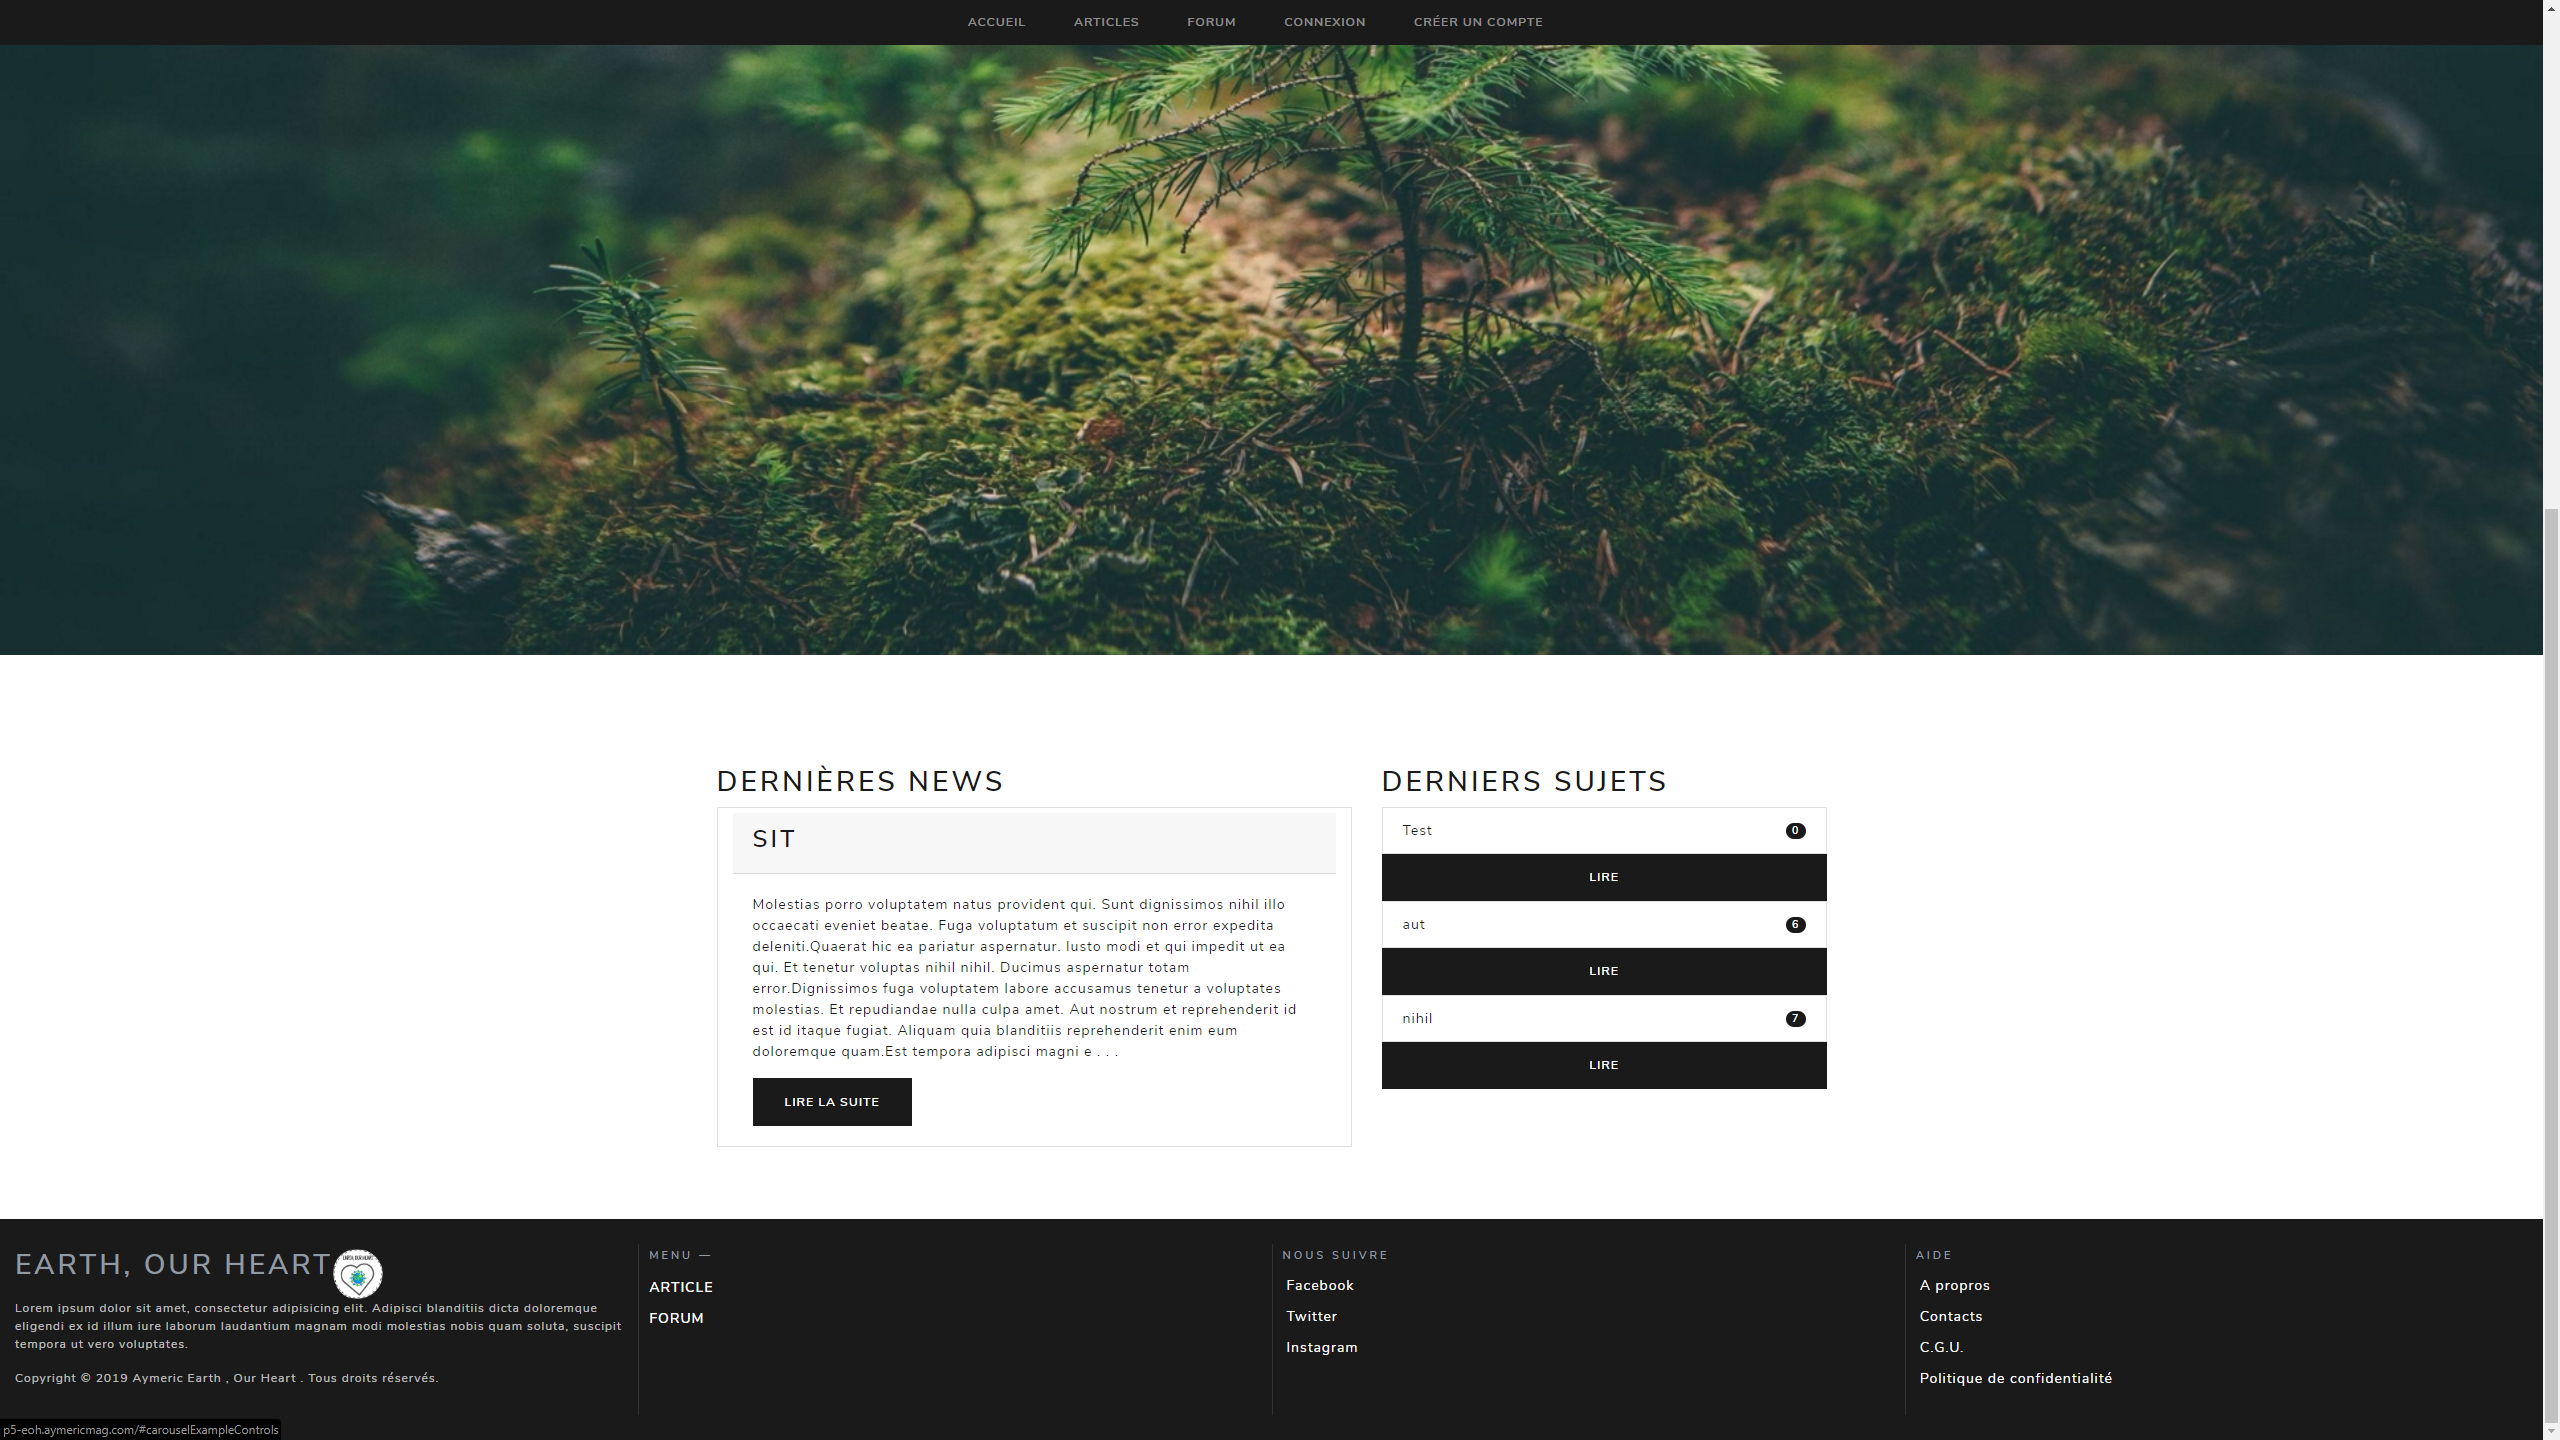 ACCUEIL ARTICLES FORUM CONNEXION CRÉER UN COMPTE
DERNIÈRES NEWS
SIT
Molestias porro voluptatem natus provident qui. Sunt dignissimos nihil illo
occaecati eveniet beatae. Fuga voluptatum et suscipit non error expedita
deleniti.Quaerat hic ea pariatur aspernatur. Iusto modi et qui impedit ut ea
qui. Et tenetur voluptas nihil nihil. Ducimus aspernatur totam
error.Dignissimos fuga voluptatem labore accusamus tenetur a voluptates
molestias. Et repudiandae nulla culpa amet. Aut nostrum et reprehenderit id
est id itaque fugiat. Aliquam quia blanditiis reprehenderit enim eum
doloremque quam.Est tempora adipisci magni e . . .
LIRE LA SUITE
DERNIERS SUJETS
Test 0
LIRE
aut 6
LIRE
nihil 7
LIRE
EARTH, OUR HEART
Lorem ipsum dolor sit amet, consectetur adipisicing elit. Adipisci blanditiis dicta doloremque
eligendi ex id illum iure laborum laudantium magnam modi molestias nobis quam soluta, suscipit
tempora ut vero voluptates.
Copyright © 2019 Aymeric Earth , Our Heart . Tous droits réservés.
MENU —
ARTICLE
FORUM
NOUS SUIVRE
Facebook
Twitter
Instagram
AIDE
A propros
Contacts
C.G.U.
Politique de confidentialité
p5-eoh.aymericmag.com/#carouselExampleControls